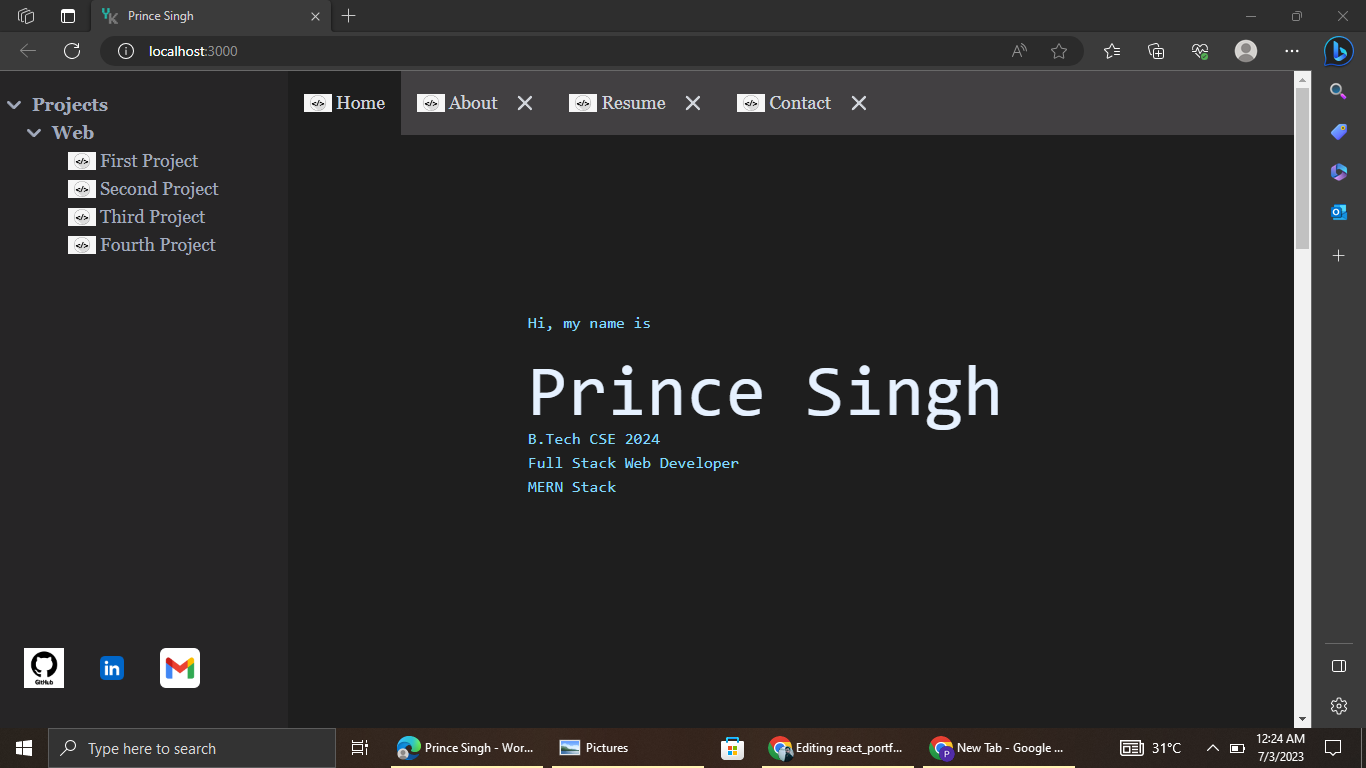 Prince Singh
localhost:3000
Projects
Web
First Project
Second Project
Third Project
Fourth Project
Home
About
Resume
Contact
Hi, my name is
Prince Singh
B.Tech CSE 2024
Full Stack Web Developer
MERN Stack
GitHub
in
Type here to search
Prince Singh - Wor...
Pictures
Editing react_portf...
New Tab - Google ...
31°C
12:24 AM
7/3/2023